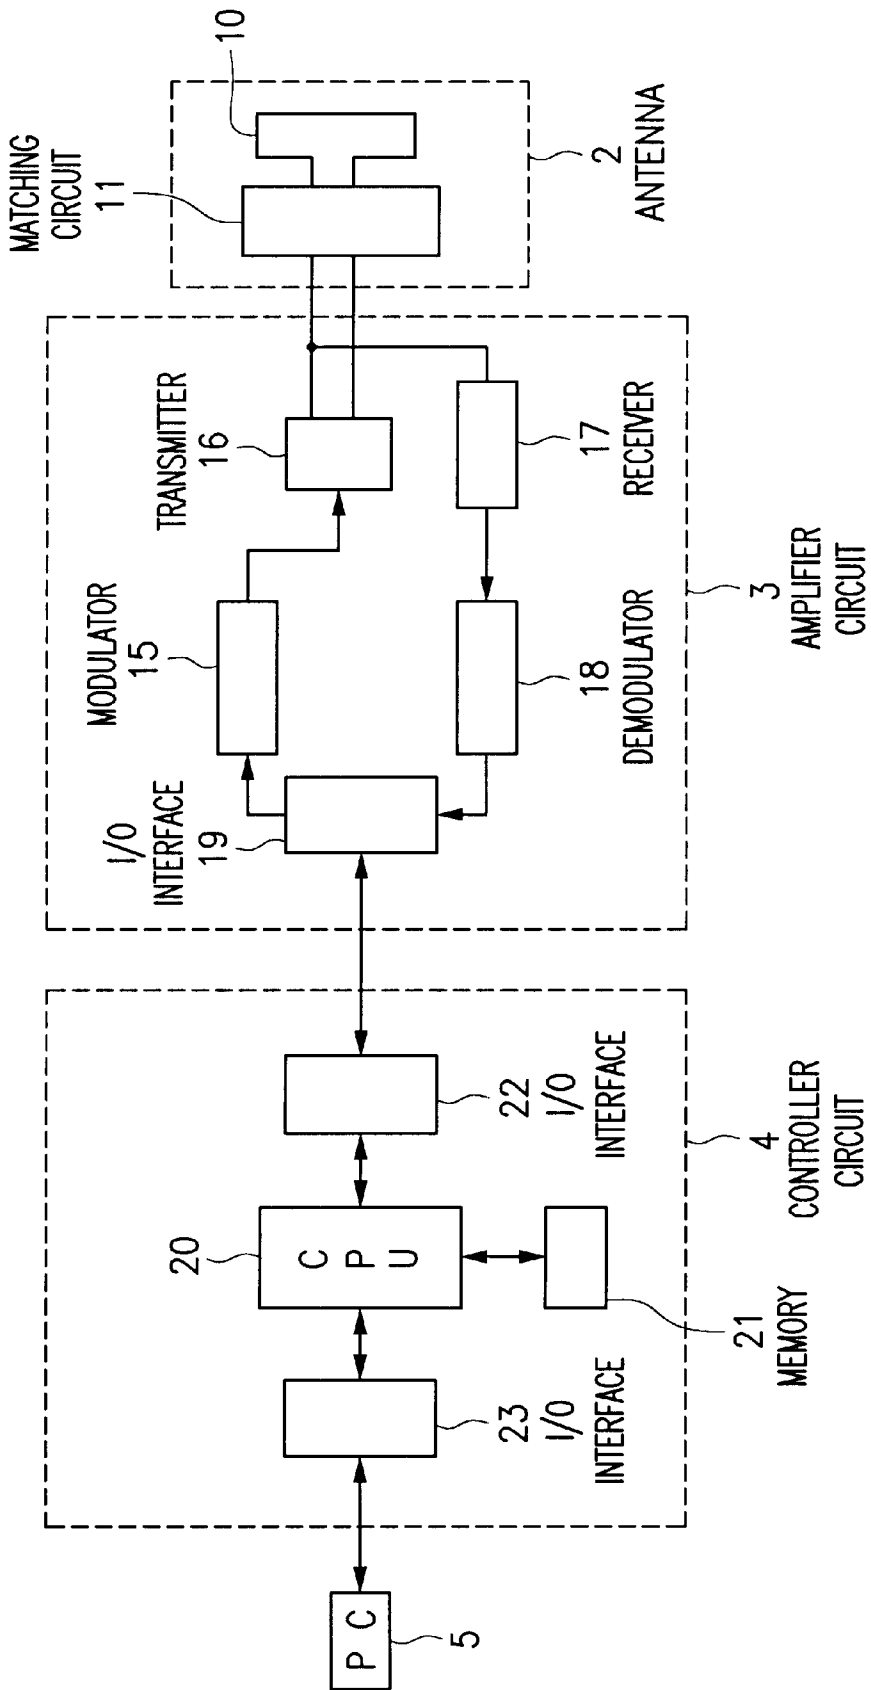 MATCHING
CIRCUIT
11
10
2
ANTENNA
TRANSMITTER
16
MODULATOR
15
I/O
INTERFACE
19
17
RECEIVER
18
DEMODULATOR
3
AMPLIFIER
CIRCUIT
22
I/O
INTERFACE
20
C P U
21
MEMORY
23
I/O
INTERFACE
4
CONTROLLER
CIRCUIT
P C
5